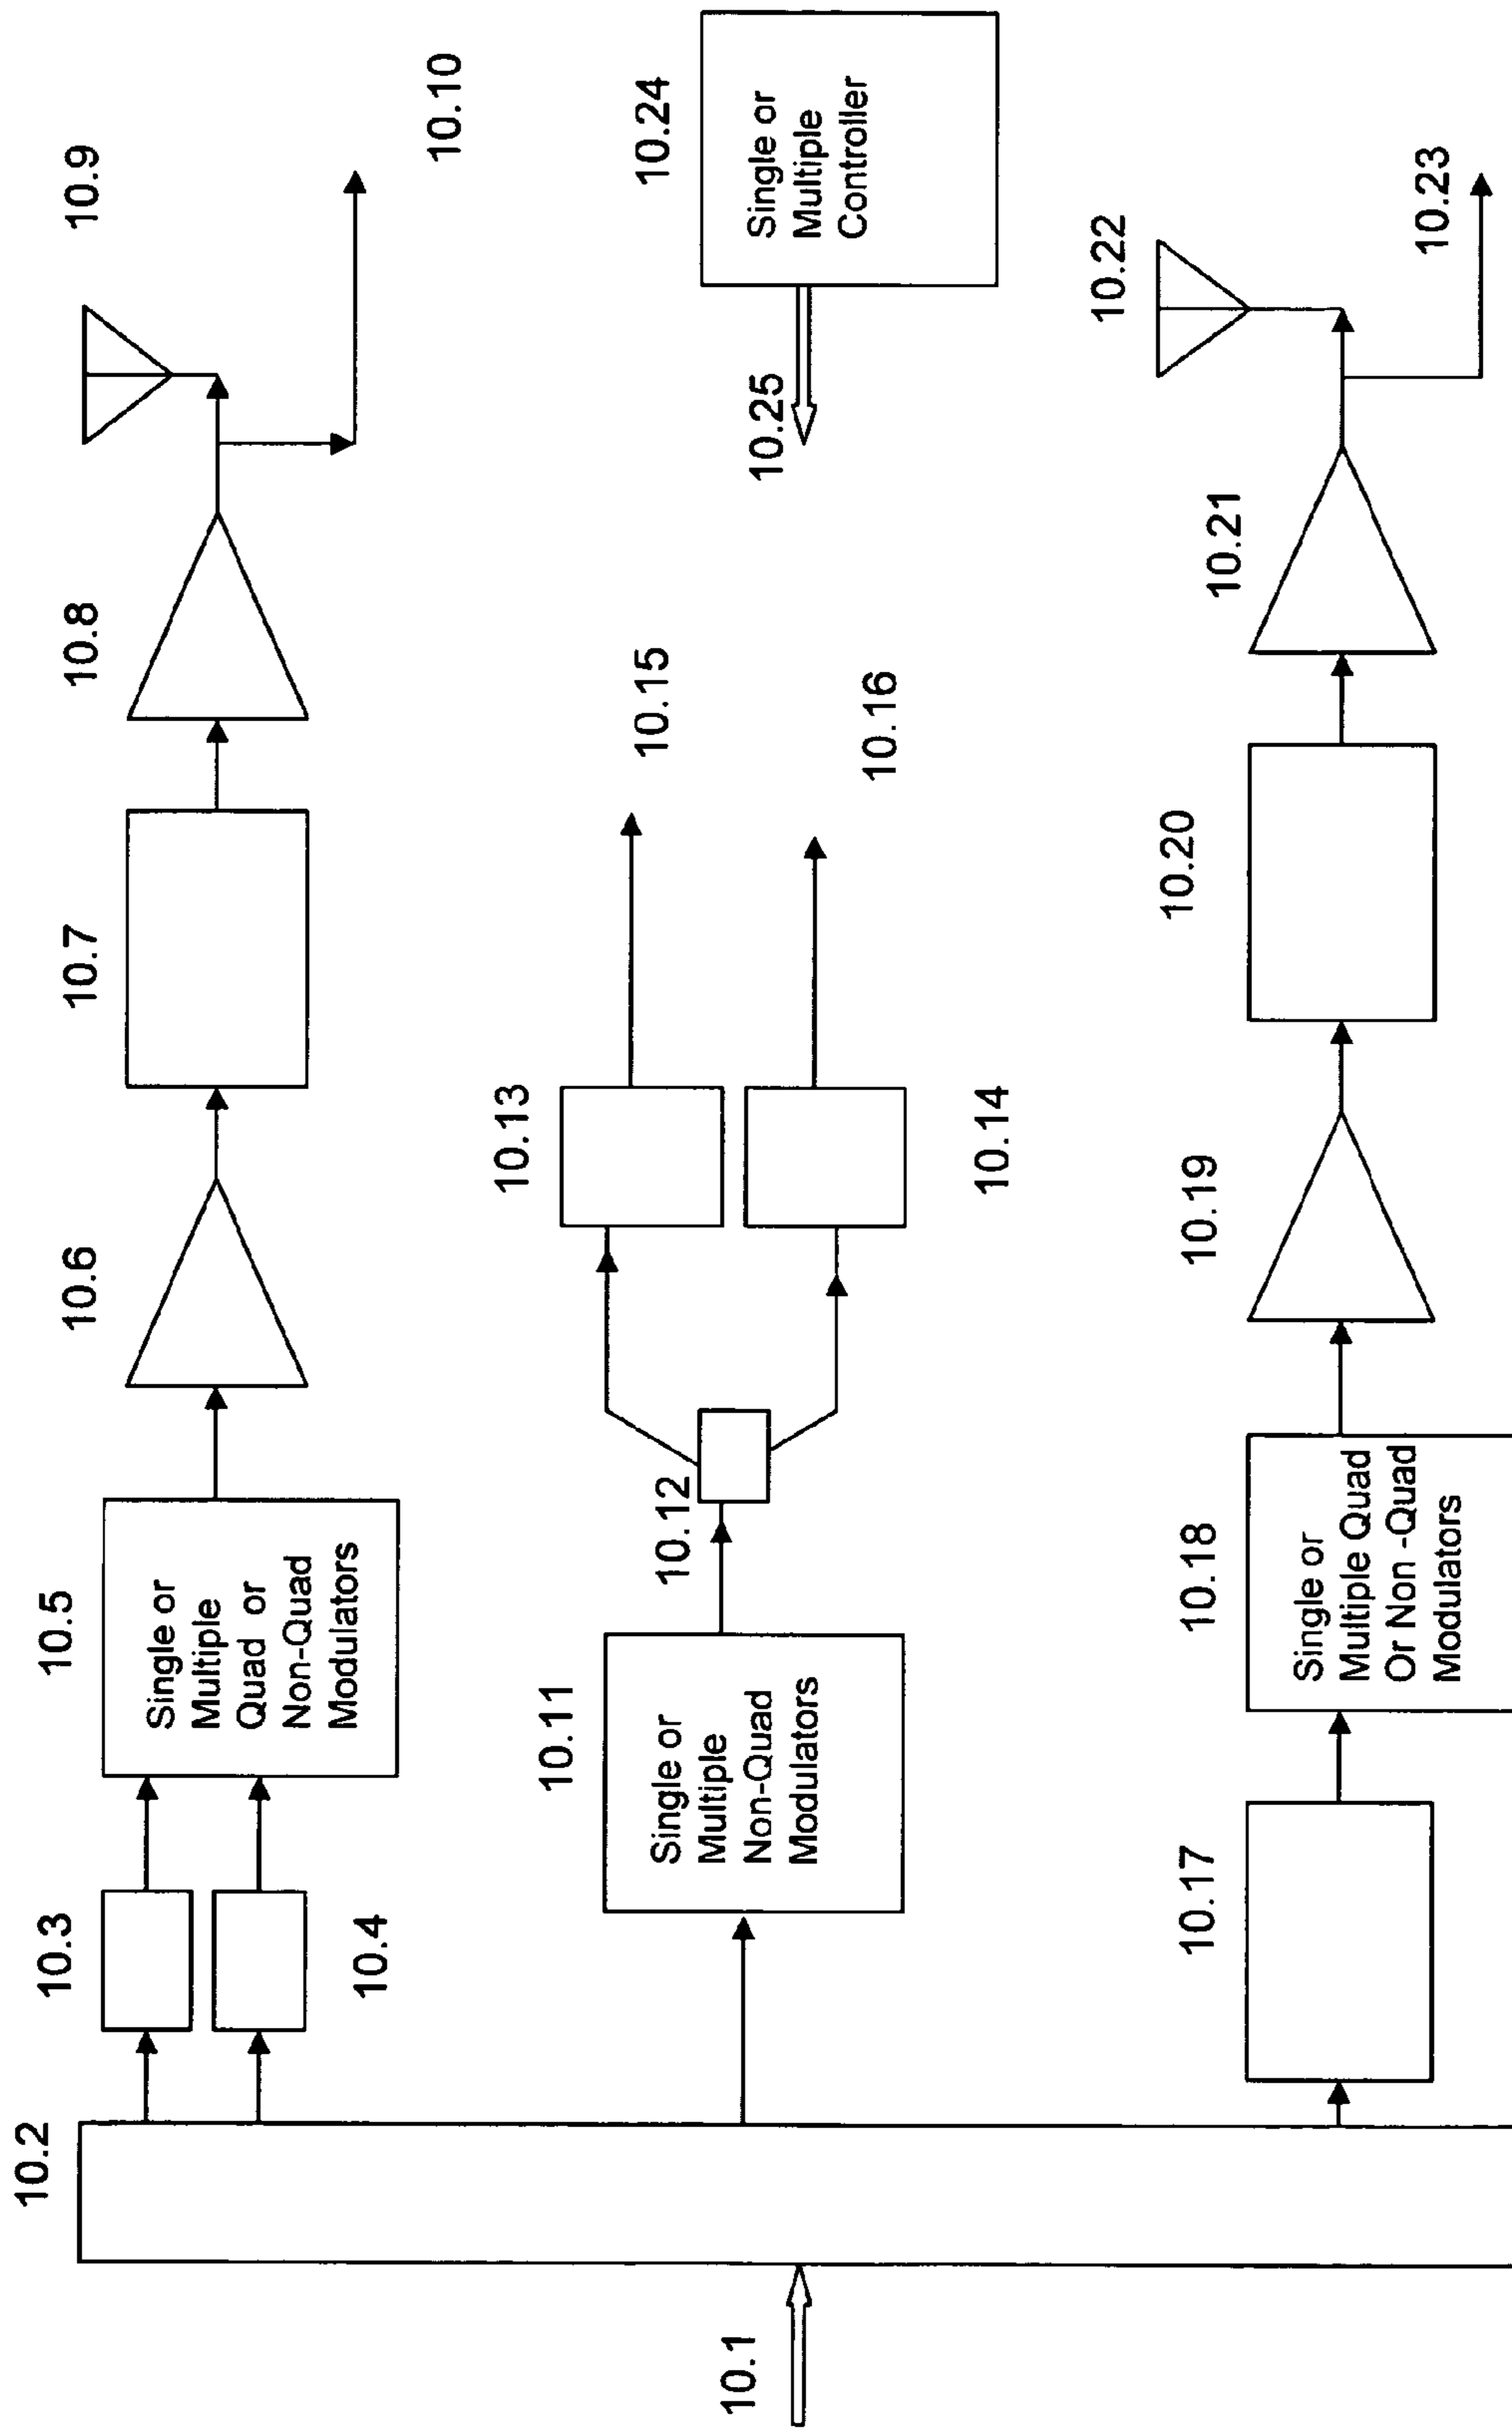 10.1
10.2
10.3
10.4
10.5
Single or
Multiple
Quad or
Non-Quad
Modulators
10.6
10.7
10.8
10.9
10.10
10.11
Single or
Multiple
Non-Quad
Modulators
10.12
10.13
10.14
10.15
10.16
10.17
10.18
Single or
Multiple Quad
Or Non -Quad
Modulators
10.19
10.20
10.21
10.22
10.23
10.24
Single or
Multiple
Controller
10.25